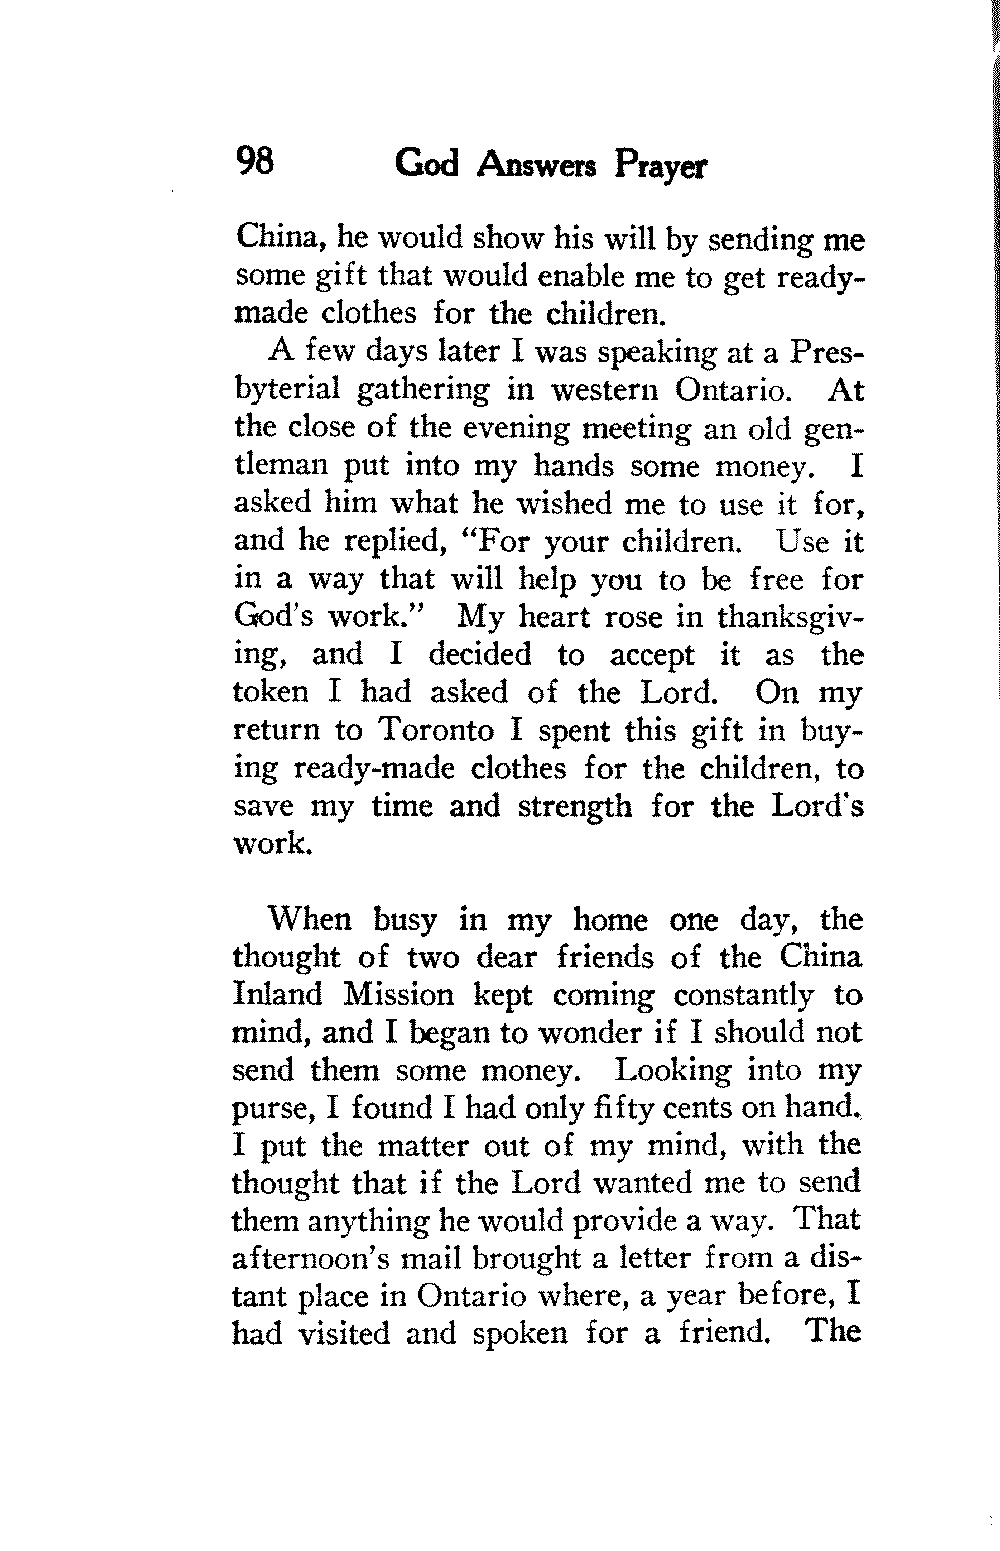 98 God Answers Prayer
China, he would show his will by sending me
some gift that would enable me to get ready-
made clothes for the children.
A few days later I was speaking at a Pres-
byterial gathering in western Ontario. At
the close of the evening meeting an old gen-
tleman put into my hands some money. I
asked him what he wished me to use it for,
and he replied, “For your children. Use it
in a way that will help you to be free for
God's work.” My heart rose in thanksgiv-
ing, and I decided to accept it as the
token I had asked of the Lord. On my
return to Toronto I spent this gift in buy-
ing ready-made clothes for the children, to
save my time and strength for the Lord's
work.
When busy in my home one day, the
thought of two dear friends of the China
Inland Mission kept coming constantly to
mind, and I began to wonder if I should not
send them some money. Looking into my
purse, I found I had only fifty cents on hand.
I put the matter out of my mind, with the
thought that if the Lord wanted me to send
them anything he would provide a way. That
afternoon's mail brought a letter from a dis-
tant place in Ontario where, a year before, I
had visited and spoken for a friend. The